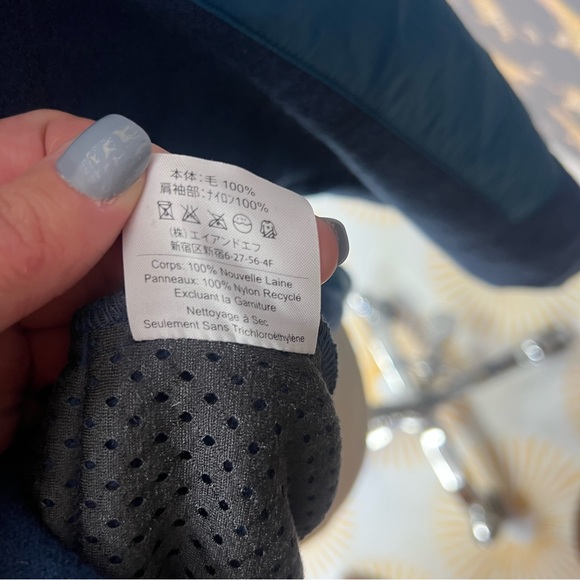 本体:毛 100%
肩袖部:ナイロン100%
(株)エイアンドエフ
新宿区新宿6-27-56-4F
Corps: 100% Nouvelle Laine
Panneaux: 100% Nylon Recyclé
Excluant la Garniture
Nettoyage à Sec
Seulement Sans Trichloroéthylène